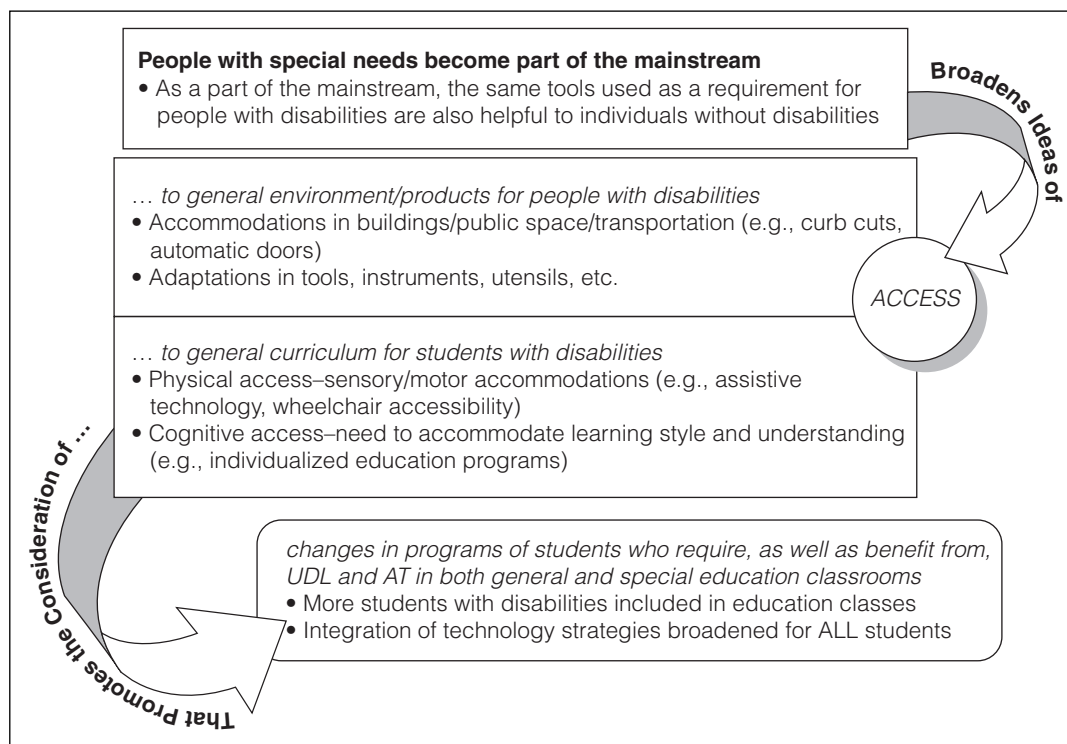 People with special needs become part of the mainstream
• As a part of the mainstream, the same tools used as a requirement for
people with disabilities are also helpful to individuals without disabilities
Broadens Ideas of
... to general environment/products for people with disabilities
• Accommodations in buildings/public space/transportation (e.g., curb cuts,
automatic doors)
• Adaptations in tools, instruments, utensils, etc.
ACCESS
... to general curriculum for students with disabilities
• Physical access–sensory/motor accommodations (e.g., assistive
technology, wheelchair accessibility)
• Cognitive access–need to accommodate learning style and understanding
(e.g., individualized education programs)
That Promotes the Consideration of ...
changes in programs of students who require, as well as benefit from,
UDL and AT in both general and special education classrooms
• More students with disabilities included in education classes
• Integration of technology strategies broadened for ALL students